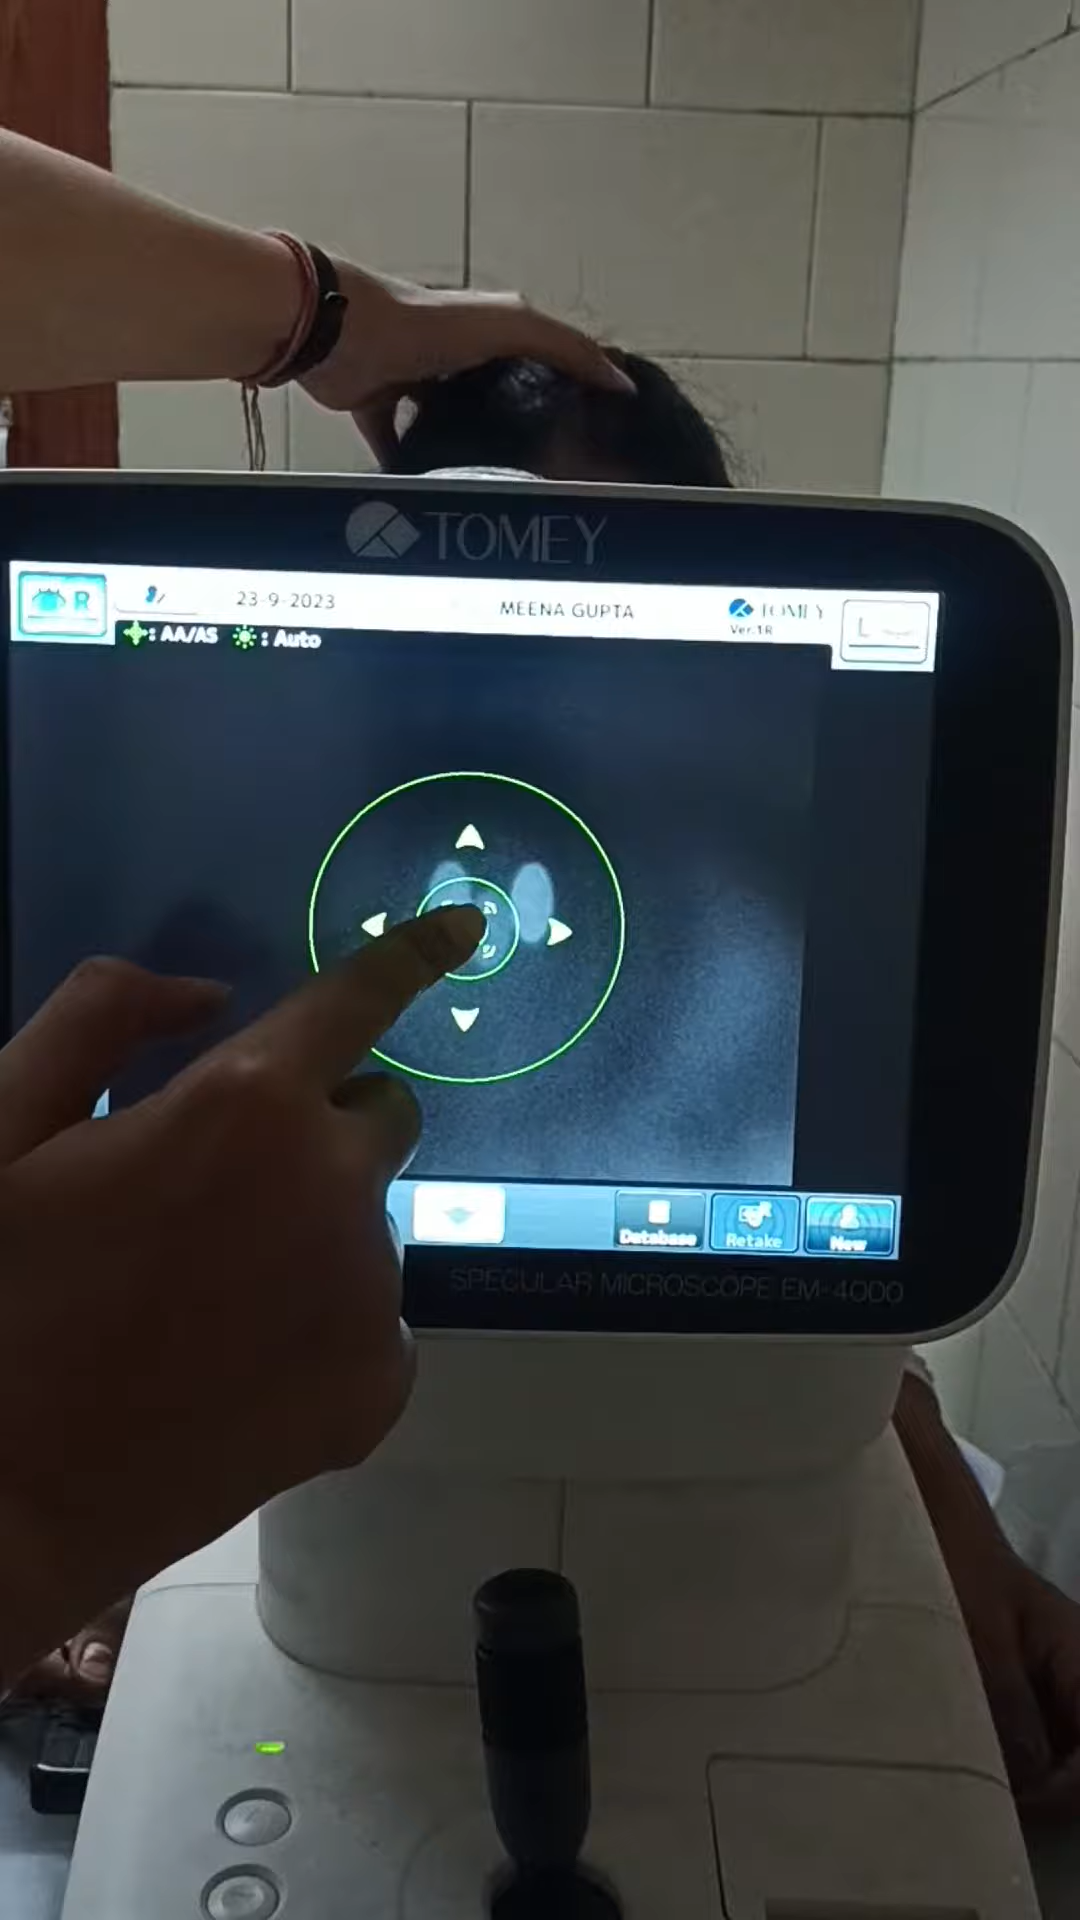 TOMEY
R 23-9-2023 MEENA GUPTA TOMEY L
Ver.1R
: AA/AS : Auto
Database Retake New
SPECULAR MICROSCOPE EM-4000